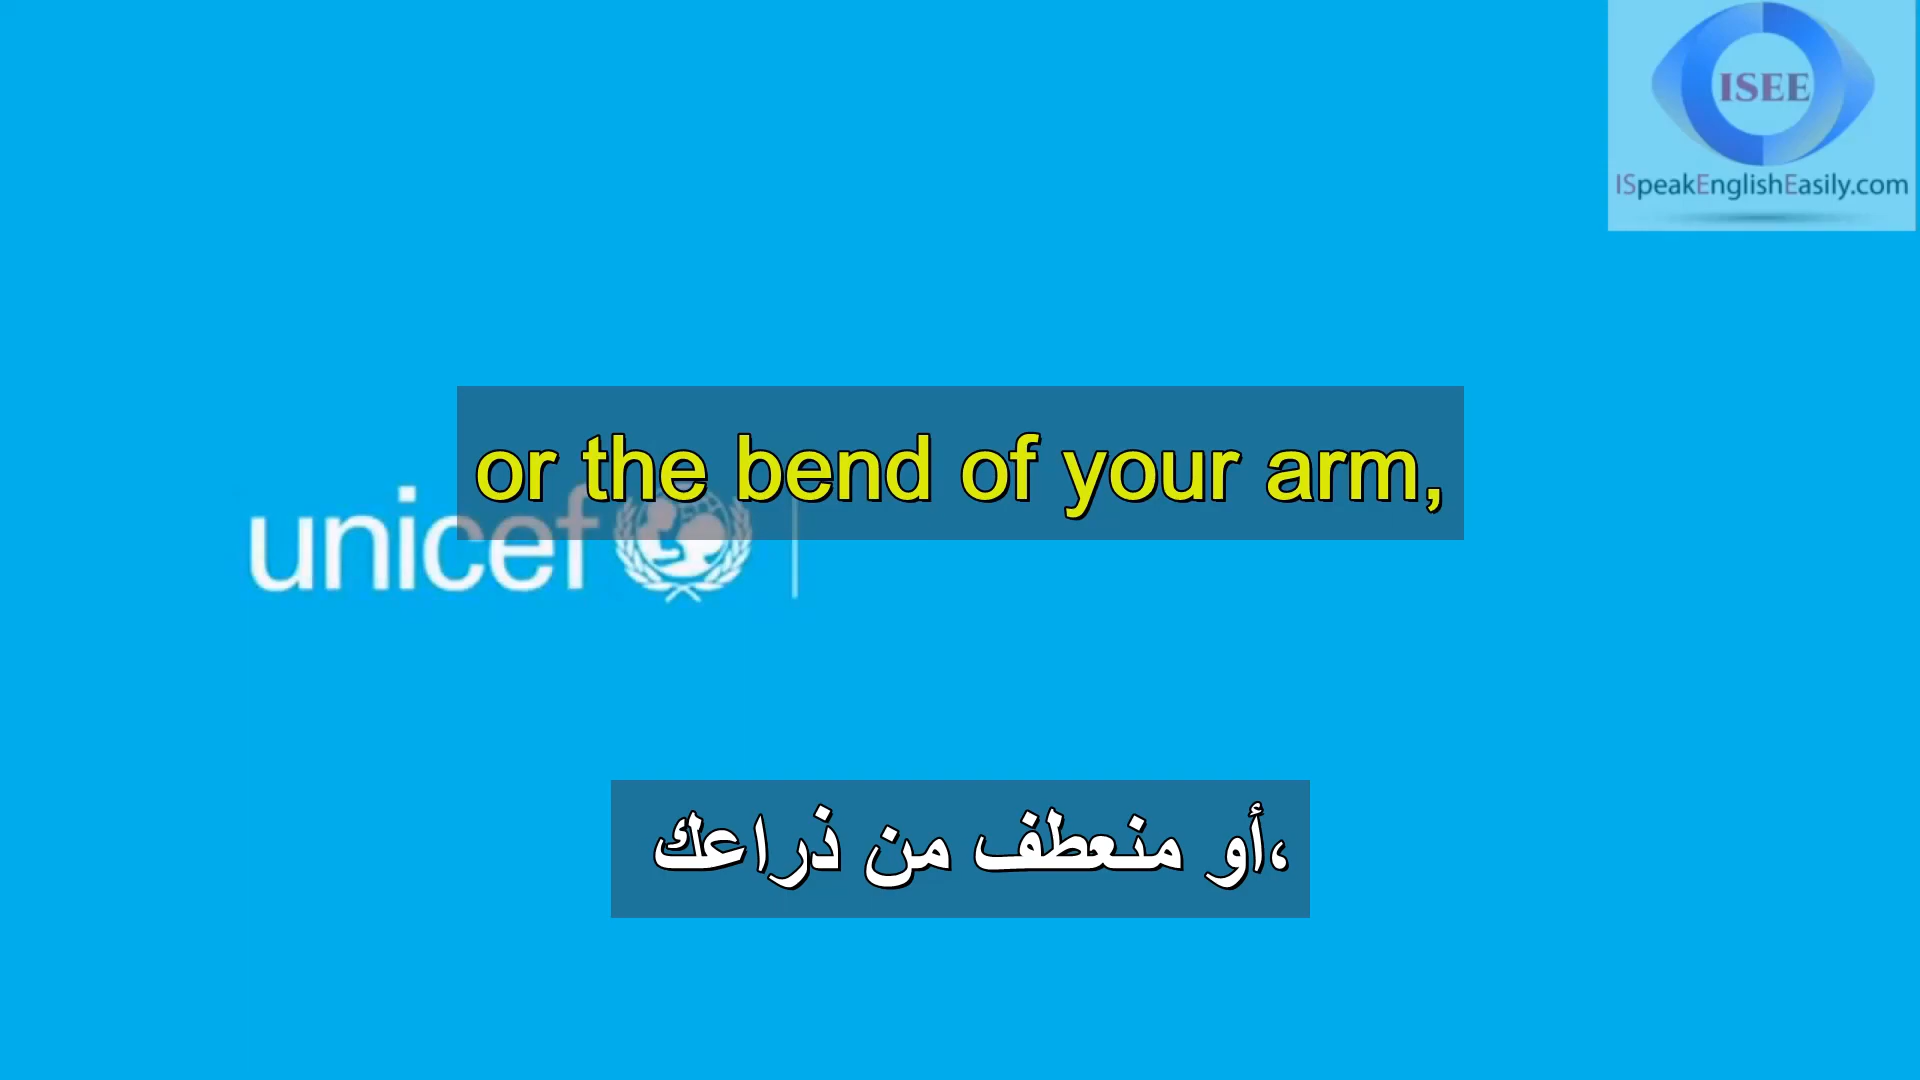 ISEE
ISpeakEnglishEasily.com
or the bend of your arm,
unicef
أو منعطف من ذراعك،